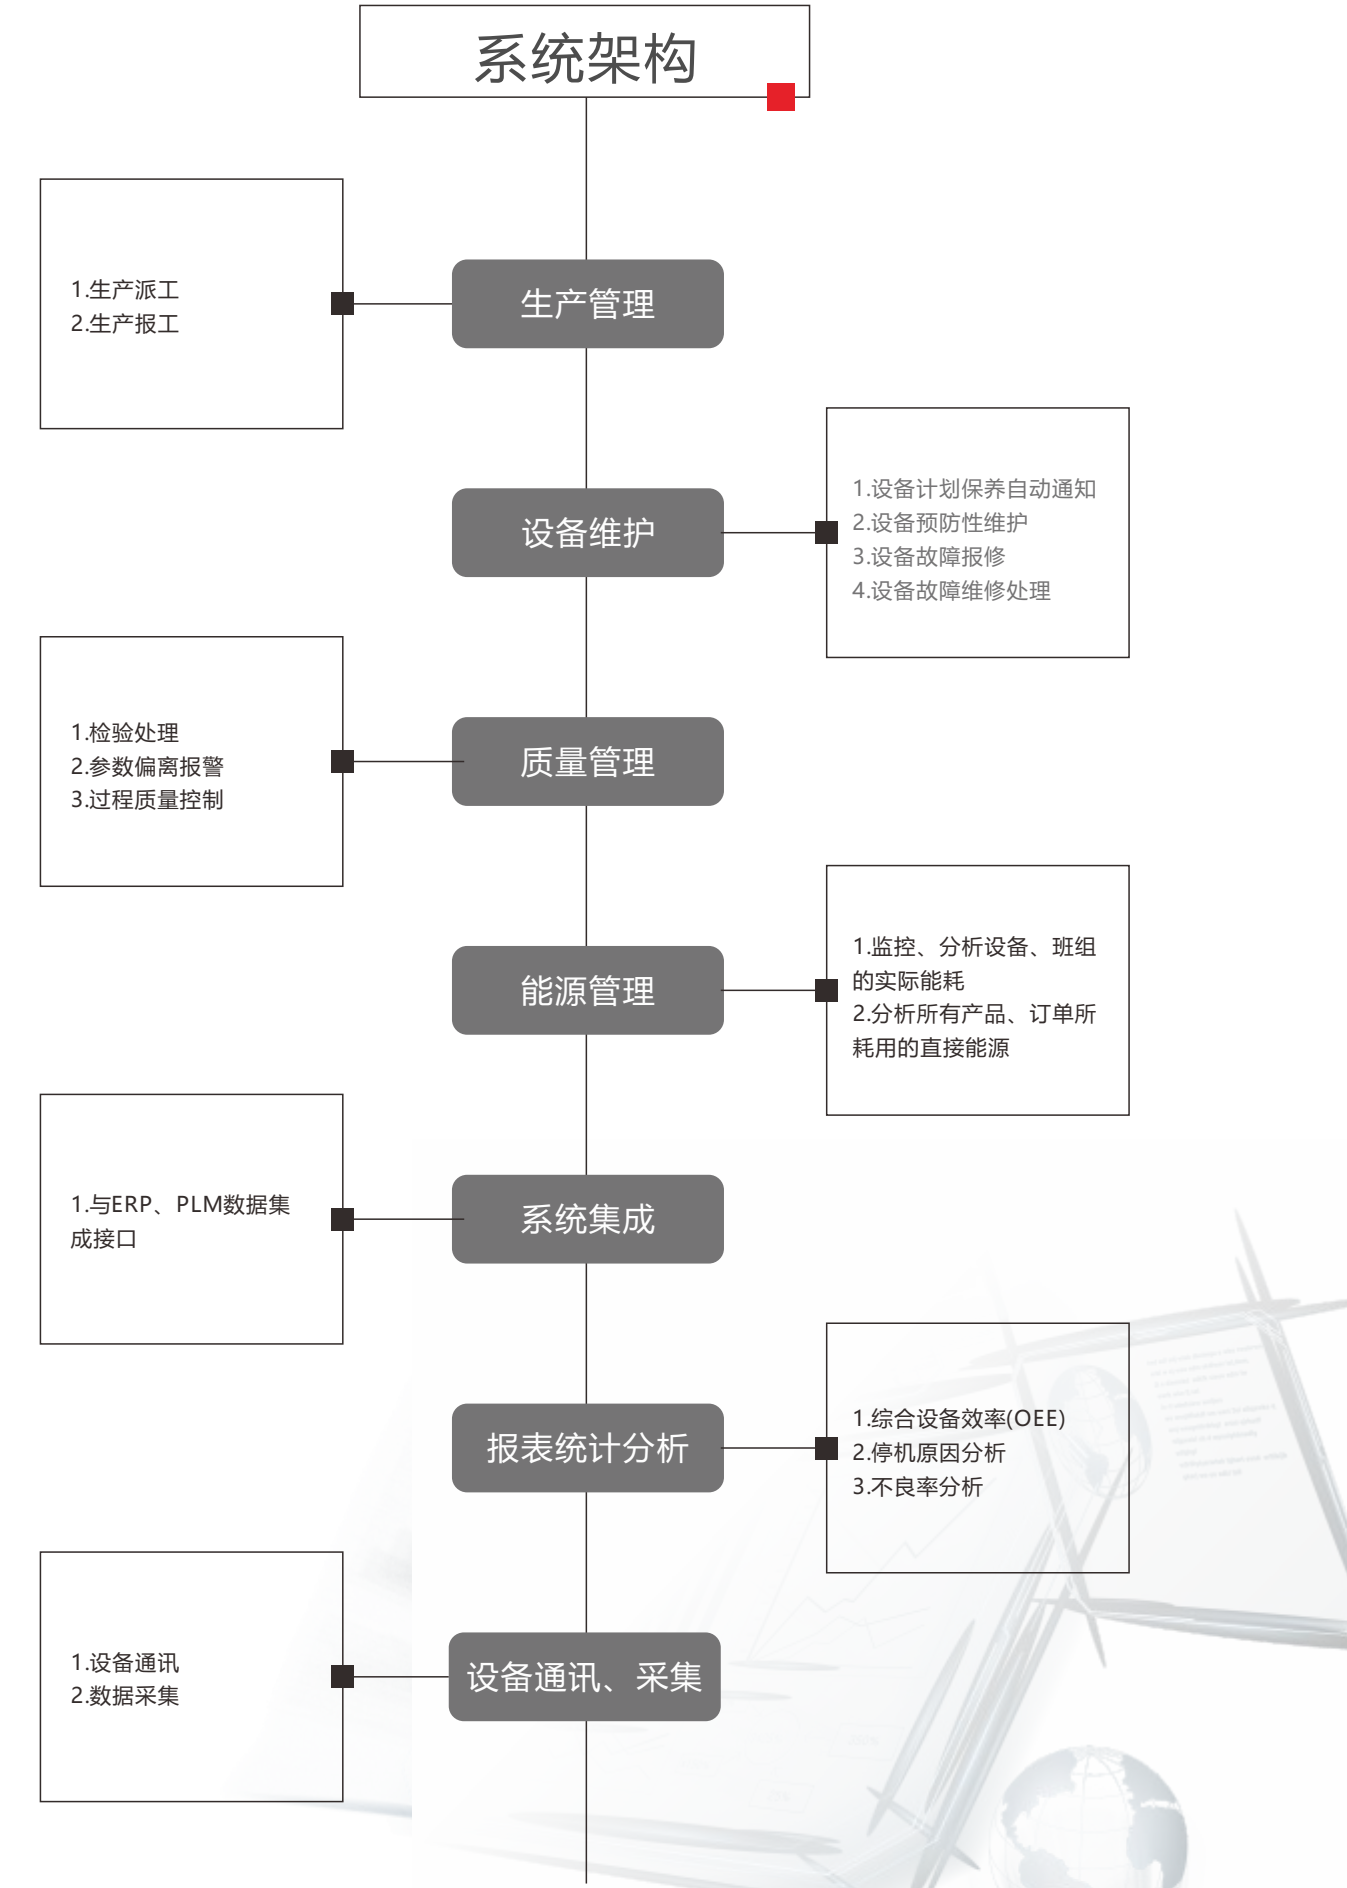 系统架构
1.生产派工
2.生产报工
生产管理
设备维护
1.设备计划保养自动通知
2.设备预防性维护
3.设备故障报修
4.设备故障维修处理
1.检验处理
2.参数偏离报警
3.过程质量控制
质量管理
能源管理
1.监控、分析设备、班组
的实际能耗
2.分析所有产品、订单所
耗用的直接能源
1.与ERP、PLM数据集
成接口
系统集成
报表统计分析
1.综合设备效率(OEE)
2.停机原因分析
3.不良率分析
1.设备通讯
2.数据采集
设备通讯、采集